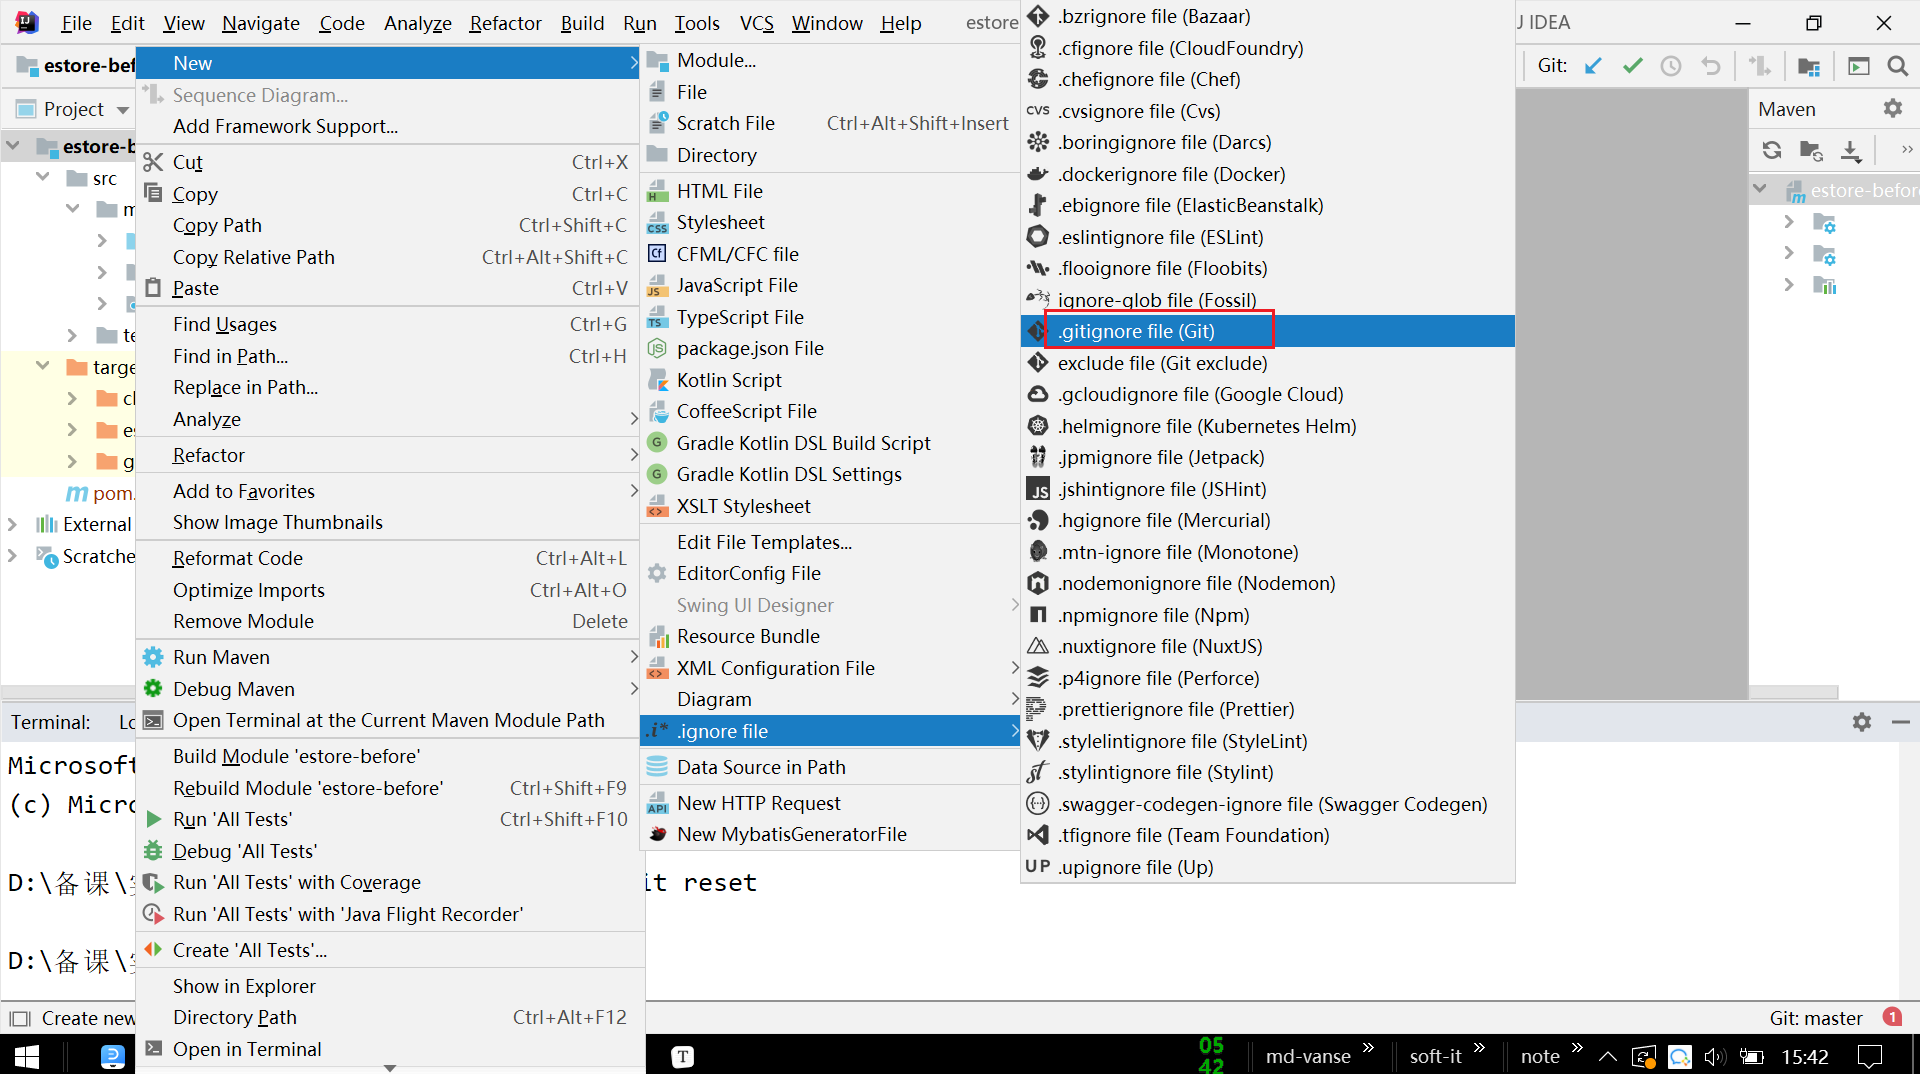 File Edit View Navigate Code Analyze Refactor Build Run Tools VCS Window Help estore
J IDEA
estore-bef
Git:
Project
Maven
estore-b
src
m
te
targe
cl
es
g
pom.
External
Scratche
estore-before
New
Sequence Diagram...
Add Framework Support...
Cut Ctrl+X
Copy Ctrl+C
Copy Path Ctrl+Shift+C
Copy Relative Path Ctrl+Alt+Shift+C
Paste Ctrl+V
Find Usages Ctrl+G
Find in Path... Ctrl+H
Replace in Path...
Analyze
Refactor
Add to Favorites
Show Image Thumbnails
Reformat Code Ctrl+Alt+L
Optimize Imports Ctrl+Alt+O
Remove Module Delete
Run Maven
Debug Maven
Open Terminal at the Current Maven Module Path
Build Module 'estore-before'
Rebuild Module 'estore-before' Ctrl+Shift+F9
Run 'All Tests' Ctrl+Shift+F10
Debug 'All Tests'
Run 'All Tests' with Coverage
Run 'All Tests' with 'Java Flight Recorder'
Create 'All Tests'...
Show in Explorer
Directory Path Ctrl+Alt+F12
Open in Terminal
Module...
File
Scratch File Ctrl+Alt+Shift+Insert
Directory
HTML File
Stylesheet
CFML/CFC file
JavaScript File
TypeScript File
package.json File
Kotlin Script
CoffeeScript File
Gradle Kotlin DSL Build Script
Gradle Kotlin DSL Settings
XSLT Stylesheet
Edit File Templates...
EditorConfig File
Swing UI Designer
Resource Bundle
XML Configuration File
Diagram
.ignore file
Data Source in Path
New HTTP Request
New MybatisGeneratorFile
.bzrignore file (Bazaar)
.cfignore file (CloudFoundry)
.chefignore file (Chef)
.cvsignore file (Cvs)
.boringignore file (Darcs)
.dockerignore file (Docker)
.ebignore file (ElasticBeanstalk)
.eslintignore file (ESLint)
.flooignore file (Floobits)
ignore-glob file (Fossil)
.gitignore file (Git)
exclude file (Git exclude)
.gcloudignore file (Google Cloud)
.helmignore file (Kubernetes Helm)
.jpmignore file (Jetpack)
.jshintignore file (JSHint)
.hgignore file (Mercurial)
.mtn-ignore file (Monotone)
.nodemonignore file (Nodemon)
.npmignore file (Npm)
.nuxtignore file (NuxtJS)
.p4ignore file (Perforce)
.prettierignore file (Prettier)
.stylelintignore file (StyleLint)
.stylintignore file (Stylint)
.swagger-codegen-ignore file (Swagger Codegen)
.tfignore file (Team Foundation)
.upignore file (Up)
Terminal: Lo
Microsoft
(c) Micro
D:\备课\ it reset
D:\备课\
Create new
Git: master 1
05
42
md-vanse
soft-it
note
15:42